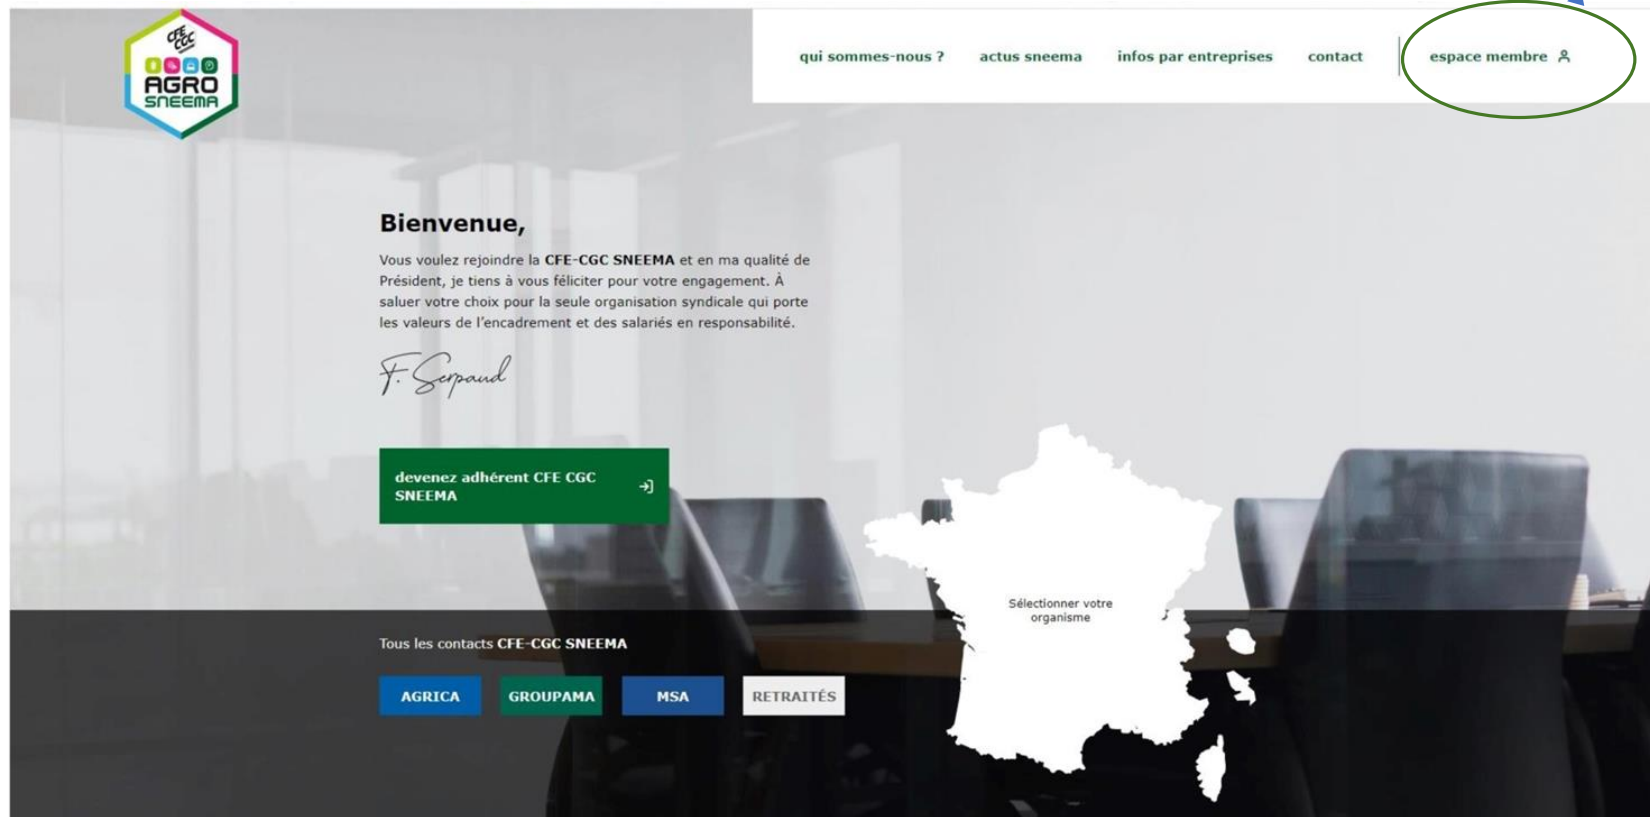 CFE
CGC
AGRO
SNEEMA
qui sommes-nous ?
actus sneema
infos par entreprises
contact
espace membre
Bienvenue,
Vous voulez rejoindre la CFE-CGC SNEEMA et en ma qualité de
Président, je tiens à vous féliciter pour votre engagement. À
saluer votre choix pour la seule organisation syndicale qui porte
les valeurs de l'encadrement et des salariés en responsabilité.
F. Serpaud
devenez adhérent CFE CGC
SNEEMA
Sélectionner votre
organisme
Tous les contacts CFE-CGC SNEEMA
AGRICA
GROUPAMA
MSA
RETRAITÉS